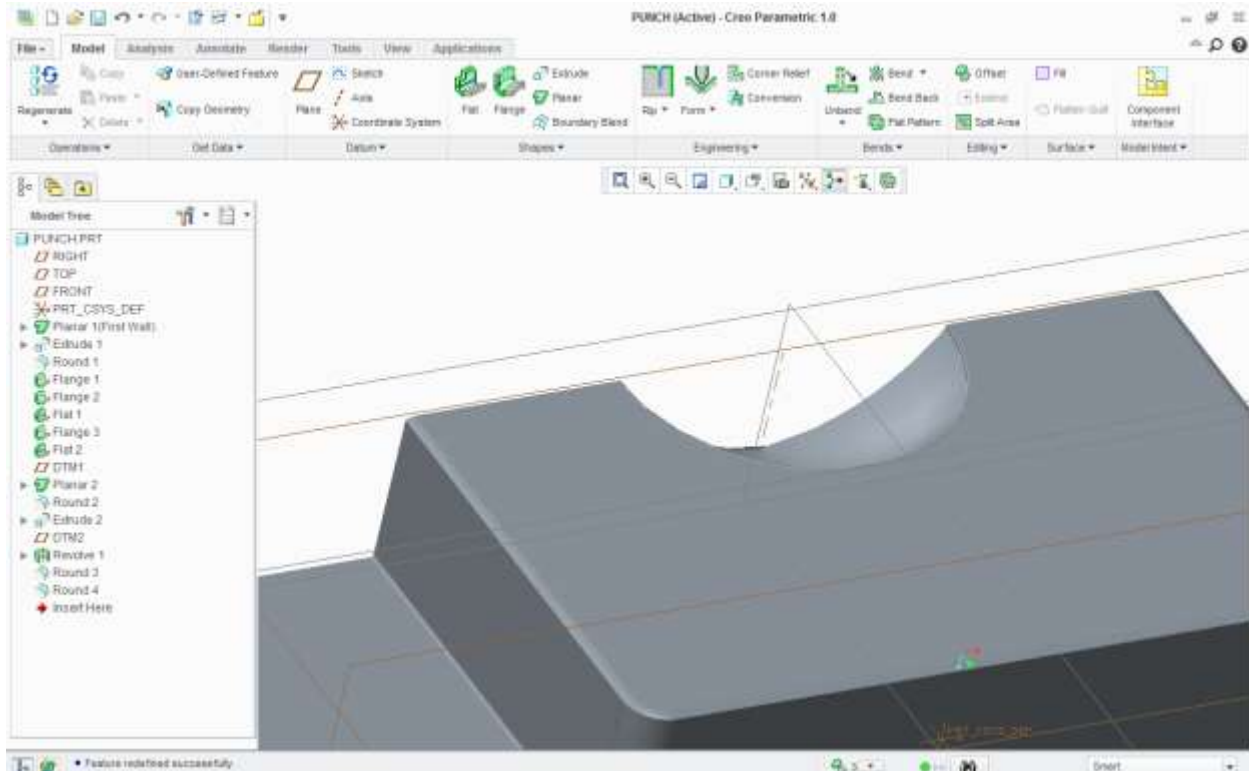 PUNCH (Active) - Creo Parametric 1.0
File Model Analysis Annotate Render Tools View Applications
Regenerate
Copy
Paste
Delete
User-Defined Feature
Copy Geometry
Plane
Sketch
Axis
Coordinate System
Flat
Flange
Extrude
Planar
Boundary Blend
Rip
Form
Corner Relief
Conversion
Unbend
Bend
Bend Back
Flat Pattern
Offset
Extend
Split Area
Fill
Flatten Quilt
Component
Interface
Operations Get Data Datum Shapes Engineering Bends Editing Surface Model Intent
Model Tree
PUNCH.PRT
RIGHT
TOP
FRONT
PRT_CSYS_DEF
Planar 1(First Wall)
Extrude 1
Round 1
Flange 1
Flange 2
Flat 1
Flange 3
Flat 2
DTM1
Planar 2
Round 2
Extrude 2
DTM2
Revolve 1
Round 3
Round 4
Insert Here
Feature redefined successfully
Smart